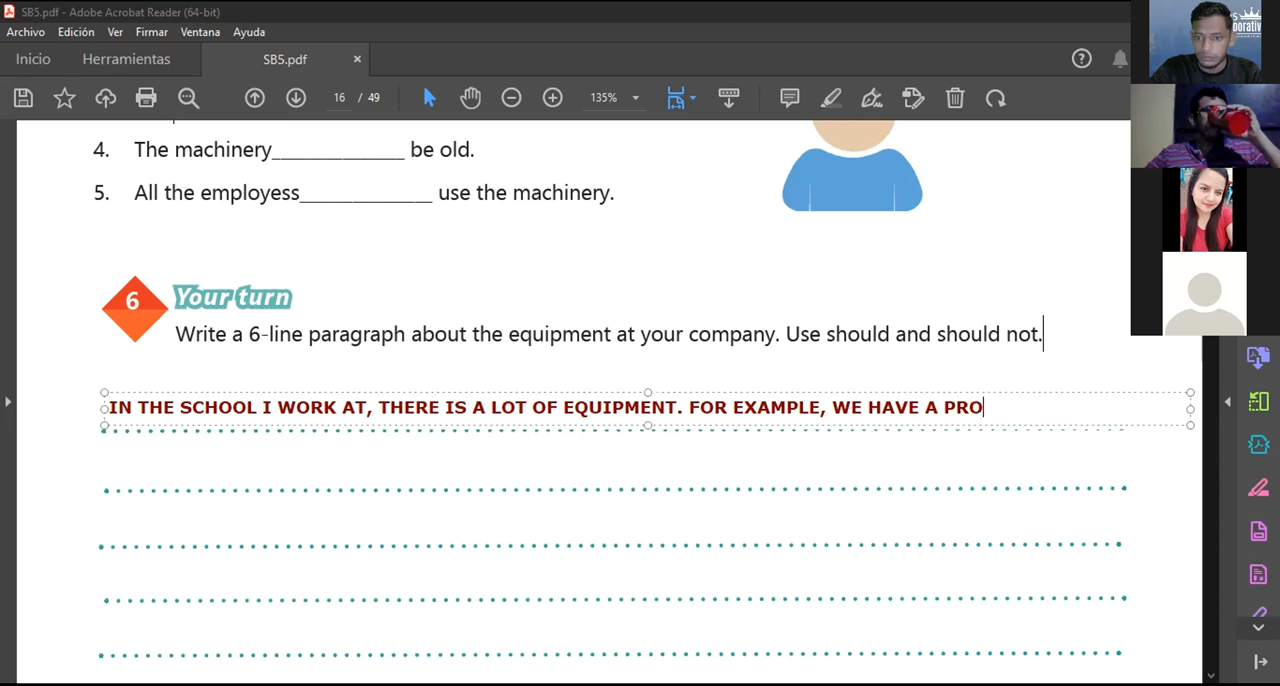 SB5.pdf - Adobe Acrobat Reader (64-bit)
Archivo Edición Ver Firmar Ventana Ayuda
Inicio Herramientas SB5.pdf ×
16 / 49 135%
4. The machinery_____________ be old.
5. All the employess_____________ use the machinery.
6 Your turn
Write a 6-line paragraph about the equipment at your company. Use should and should not.
IN THE SCHOOL I WORK AT, THERE IS A LOT OF EQUIPMENT. FOR EXAMPLE, WE HAVE A PRO